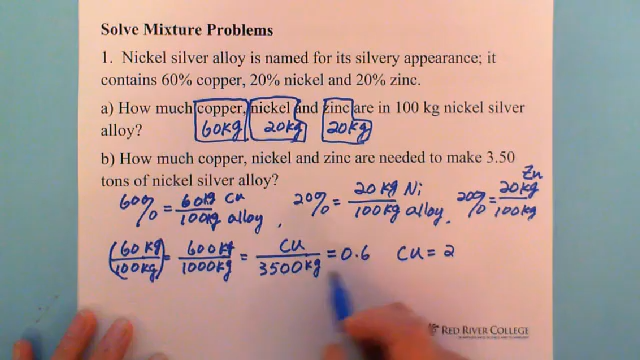 Solve Mixture Problems
1. Nickel silver alloy is named for its silvery appearance; it
contains 60% copper, 20% nickel and 20% zinc.
a) How much copper, nickel and zinc are in 100 kg nickel silver
alloy? 60kg 20kg 20kg
b) How much copper, nickel and zinc are needed to make 3.50
tons of nickel silver alloy?
60% = 60kg Cu / 100kg alloy , 20% = 20 kg Ni / 100kg alloy , 20% = 20kg Zn / 100kg
(60 kg / 100kg) = 600kg / 1000kg = Cu / 3500kg = 0.6 Cu = 2
RED RIVER COLLEGE